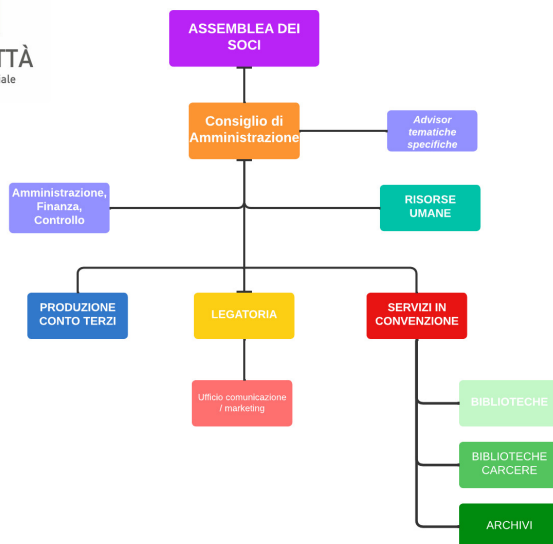 TTÀ
iale
ASSEMBLEA DEI
SOCI
Consiglio di
Amministrazione
Advisor
tematiche
specifiche
Amministrazione,
Finanza,
Controllo
RISORSE
UMANE
PRODUZIONE
CONTO TERZI
LEGATORIA
SERVIZI IN
CONVENZIONE
Ufficio comunicazione
/ marketing
BIBLIOTECHE
BIBLIOTECHE
CARCERE
ARCHIVI